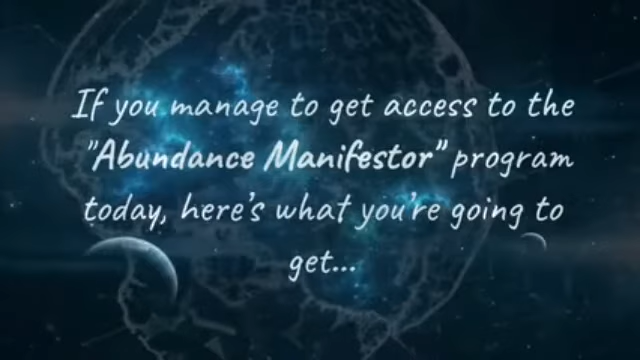 If you manage to get access to the
"Abundance Manifestor" program
today, here's what you're going to
get...